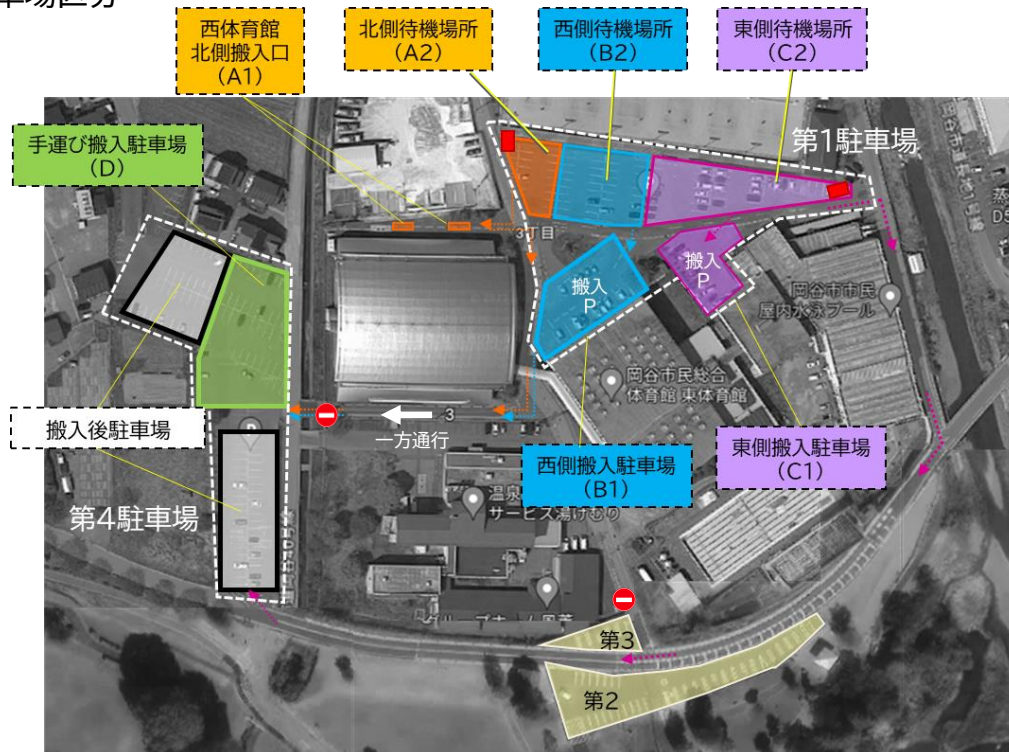 車場区分
西体育館
北側搬入口
(A1)
北側待機場所
(A2)
西側待機場所
(B2)
東側待機場所
(C2)
手運び搬入駐車場
(D)
第1駐車場
3丁目
搬入
P
搬入
P
岡谷市市民
屋内水泳プール
岡谷市民総合
体育館 東体育館
搬入後駐車場
3
一方通行
西側搬入駐車場
(B1)
東側搬入駐車場
(C1)
第4駐車場
温泉
サービス湯けむり
第3
第2